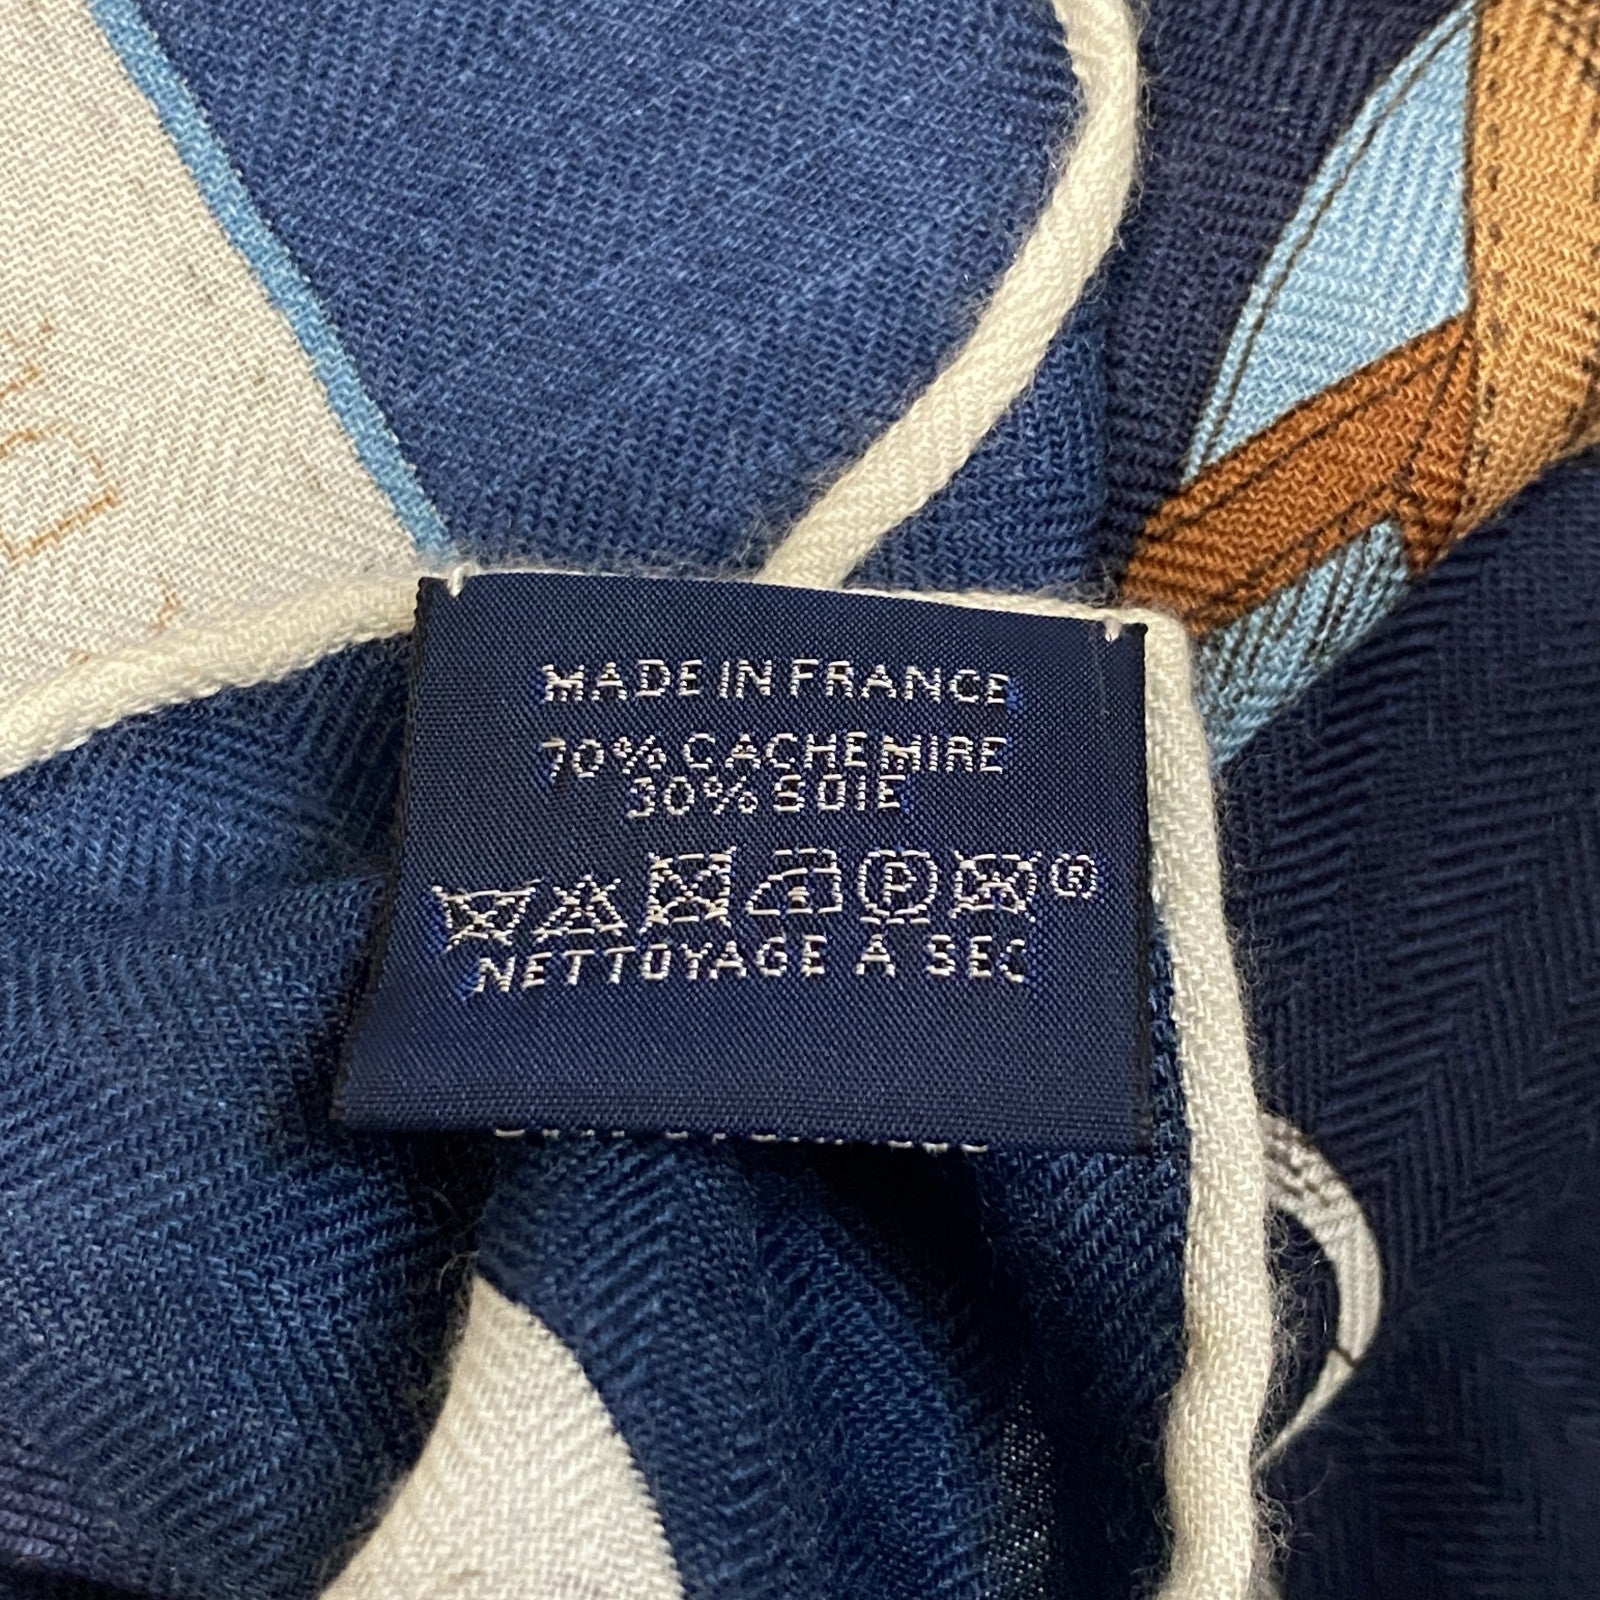 MADE IN FRANCE
70% CACHEMIRE
30% SOIE
P A ®
NETTOYAGE À SEC